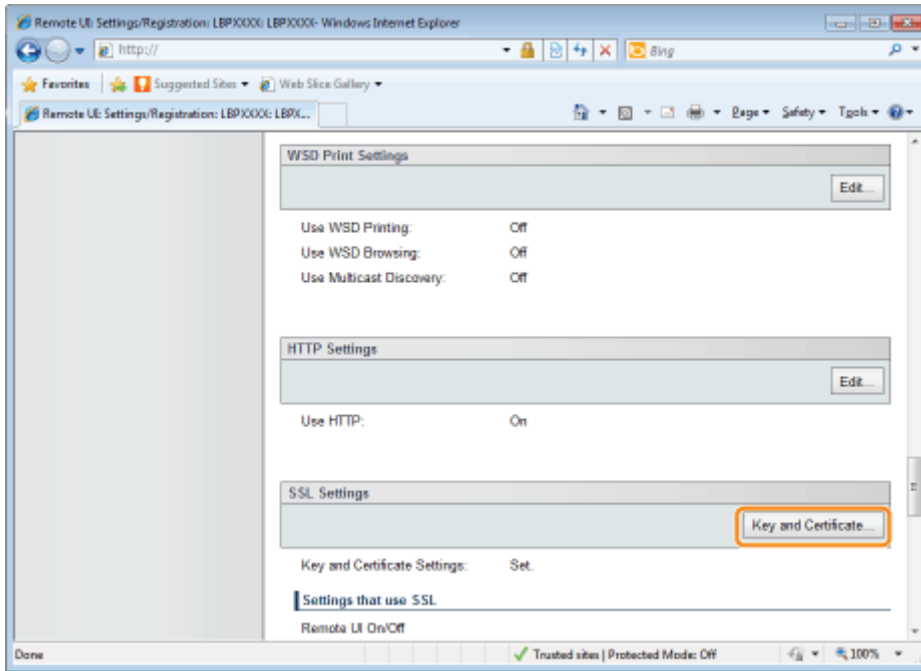 Remote UI: Settings/Registration: LBPXXXX: LBPXXXX- Windows Internet Explorer
http://
Bing
Favorites Suggested Sites Web Slice Gallery
Remote UI: Settings/Registration: LBPXXXX: LBPX...
Page Safety Tools
WSD Print Settings
Edit...
Use WSD Printing: Off
Use WSD Browsing: Off
Use Multicast Discovery: Off
HTTP Settings
Edit...
Use HTTP: On
SSL Settings
Key and Certificate...
Key and Certificate Settings: Set.
Settings that use SSL
Remote UI On/Off
Done Trusted sites | Protected Mode: Off 100%